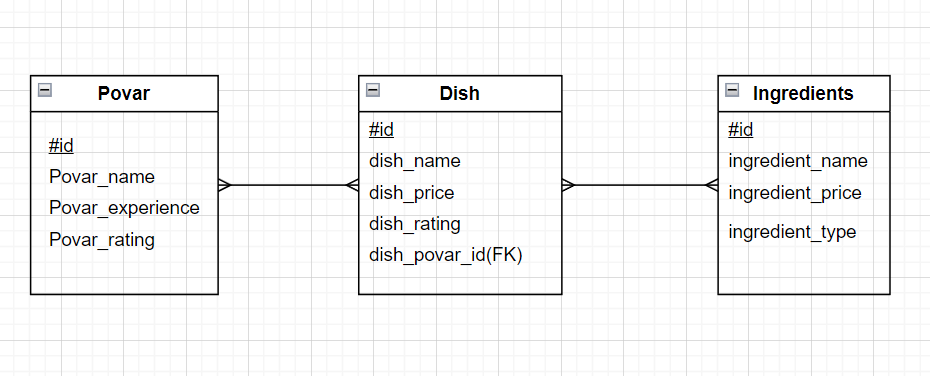 Povar
#id
Povar_name
Povar_experience
Povar_rating
Dish
#id
dish_name
dish_price
dish_rating
dish_povar_id(FK)
Ingredients
#id
ingredient_name
ingredient_price
ingredient_type